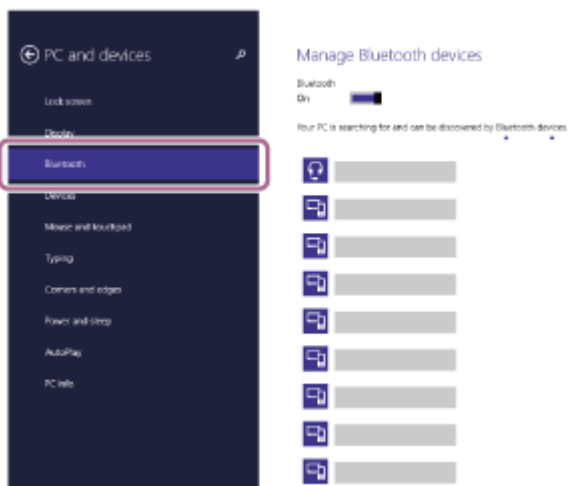 PC and devices
Lock screen
Display
Bluetooth
Devices
Mouse and touchpad
Typing
Corners and edges
Power and sleep
AutoPlay
PC info
Manage Bluetooth devices
Bluetooth
On
Your PC is searching for and can be discovered by Bluetooth devices.